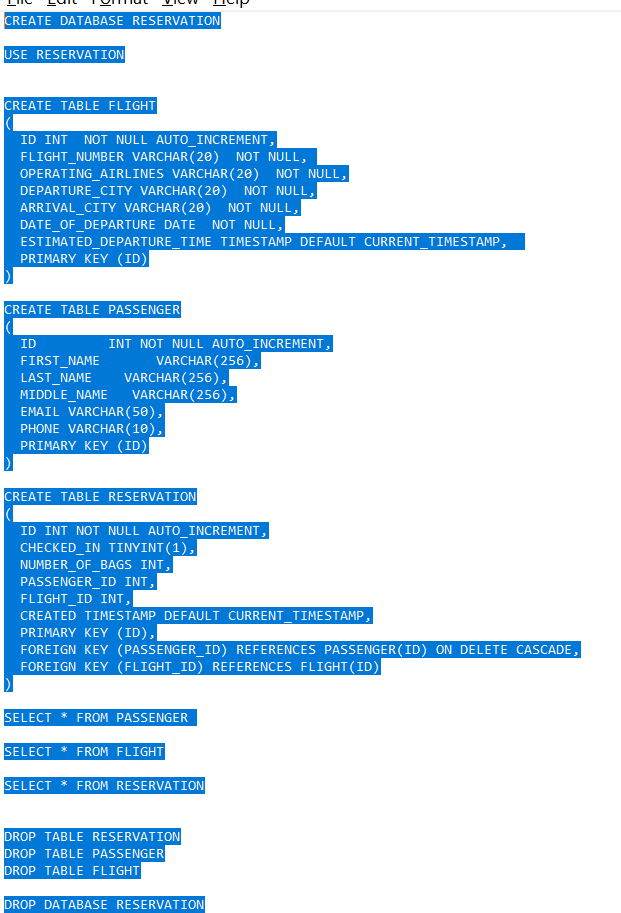 File Edit Format View Help
CREATE DATABASE RESERVATION
USE RESERVATION
CREATE TABLE FLIGHT
(
ID INT  NOT NULL AUTO_INCREMENT,
FLIGHT_NUMBER VARCHAR(20)  NOT NULL,
OPERATING_AIRLINES VARCHAR(20)  NOT NULL,
DEPARTURE_CITY VARCHAR(20)  NOT NULL,
ARRIVAL_CITY VARCHAR(20)  NOT NULL,
DATE_OF_DEPARTURE DATE  NOT NULL,
ESTIMATED_DEPARTURE_TIME TIMESTAMP DEFAULT CURRENT_TIMESTAMP,
PRIMARY KEY (ID)
)
CREATE TABLE PASSENGER
(
ID         INT NOT NULL AUTO_INCREMENT,
FIRST_NAME       VARCHAR(256),
LAST_NAME    VARCHAR(256),
MIDDLE_NAME   VARCHAR(256),
EMAIL VARCHAR(50),
PHONE VARCHAR(10),
PRIMARY KEY (ID)
)
CREATE TABLE RESERVATION
(
ID INT NOT NULL AUTO_INCREMENT,
CHECKED_IN TINYINT(1),
NUMBER_OF_BAGS INT,
PASSENGER_ID INT,
FLIGHT_ID INT,
CREATED TIMESTAMP DEFAULT CURRENT_TIMESTAMP,
PRIMARY KEY (ID),
FOREIGN KEY (PASSENGER_ID) REFERENCES PASSENGER(ID) ON DELETE CASCADE,
FOREIGN KEY (FLIGHT_ID) REFERENCES FLIGHT(ID)
)
SELECT * FROM PASSENGER
SELECT * FROM FLIGHT
SELECT * FROM RESERVATION
DROP TABLE RESERVATION
DROP TABLE PASSENGER
DROP TABLE FLIGHT
DROP DATABASE RESERVATION